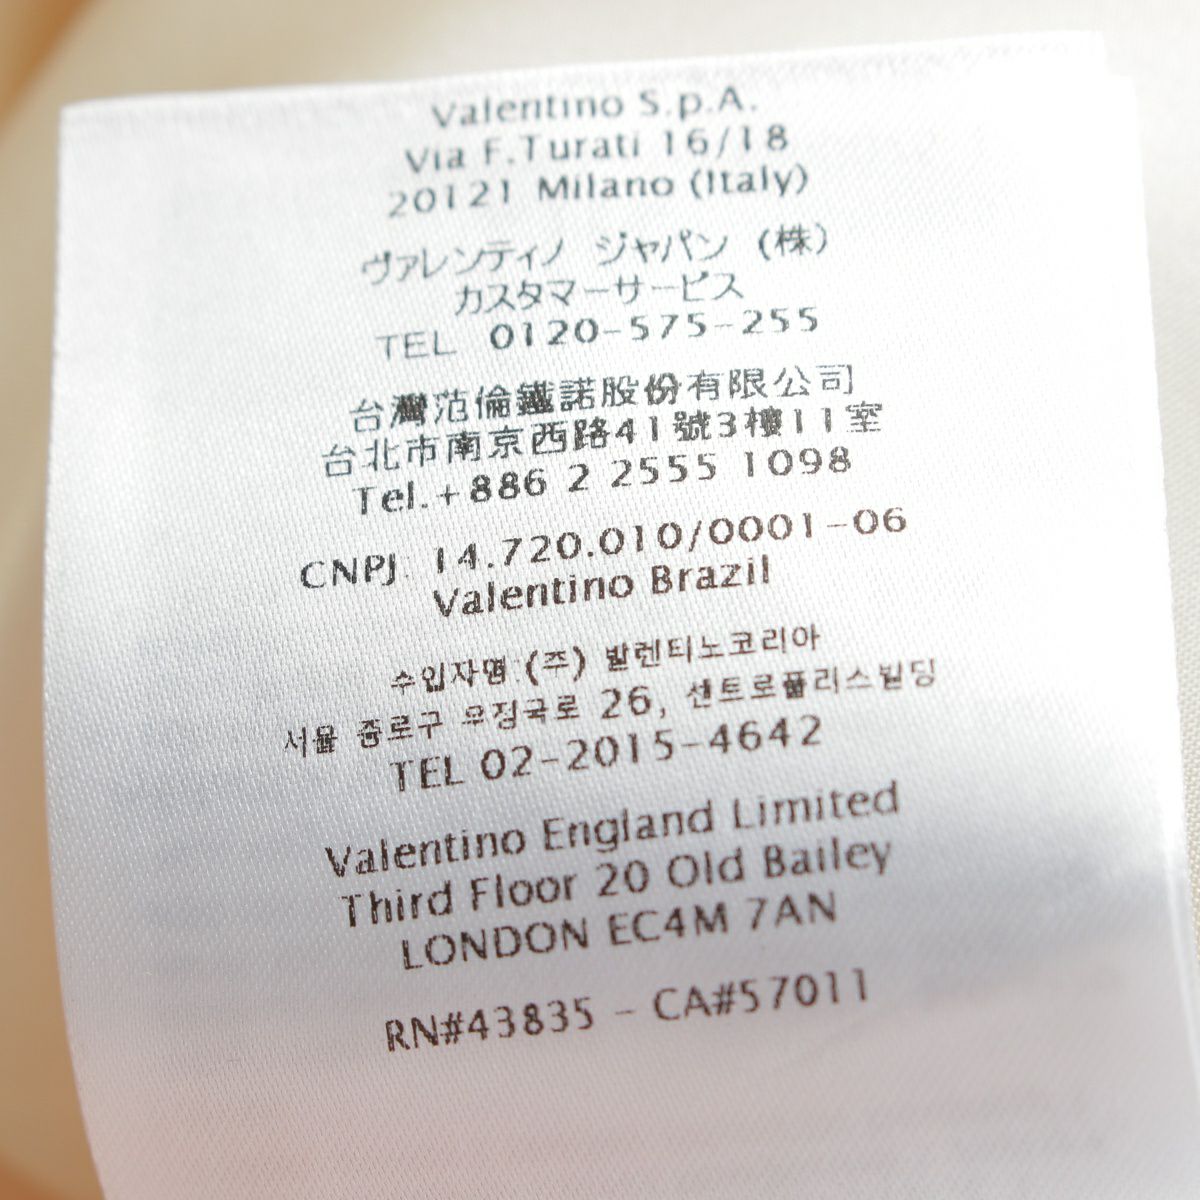 Valentino S.p.A.
Via F.Turati 16/18
20121 Milano (Italy)
ヴァレンティノ ジャパン (株)
カスタマーサービス
TEL 0120-575-255
台灣范倫鐵諾股份有限公司
台北市南京西路41號3樓11室
Tel.+886 2 2555 1098
CNPJ: 14.720.010/0001-06
Valentino Brazil
수입자명:(주) 발렌티노코리아
서울 종로구 우정국로 26, 센트로폴리스빌딩
TEL 02-2015-4642
Valentino England Limited
Third Floor 20 Old Bailey
LONDON EC4M 7AN
RN#43835 - CA#57011